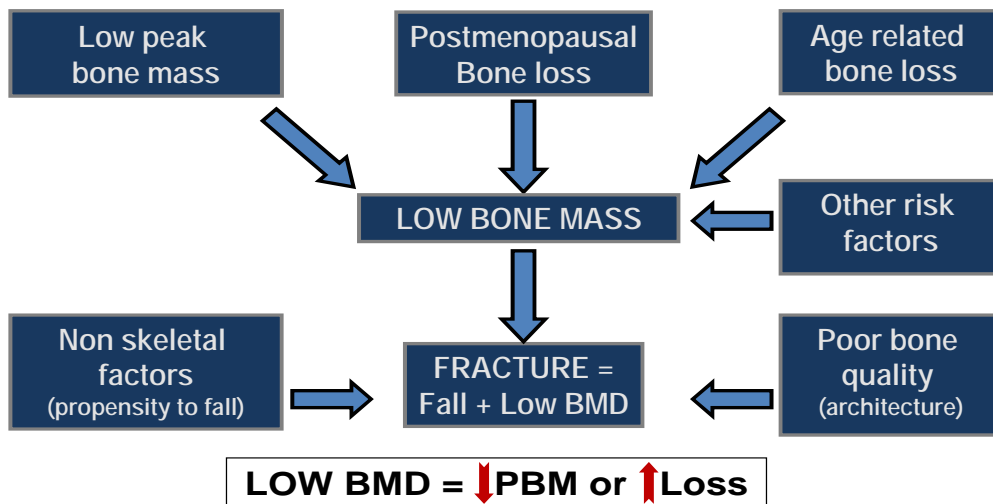 Low peak
bone mass
Postmenopausal
Bone loss
Age related
bone loss
LOW BONE MASS
Other risk
factors
Non skeletal
factors
(propensity to fall)
FRACTURE =
Fall + Low BMD
Poor bone
quality
(architecture)
LOW BMD = ↓PBM or ↑Loss